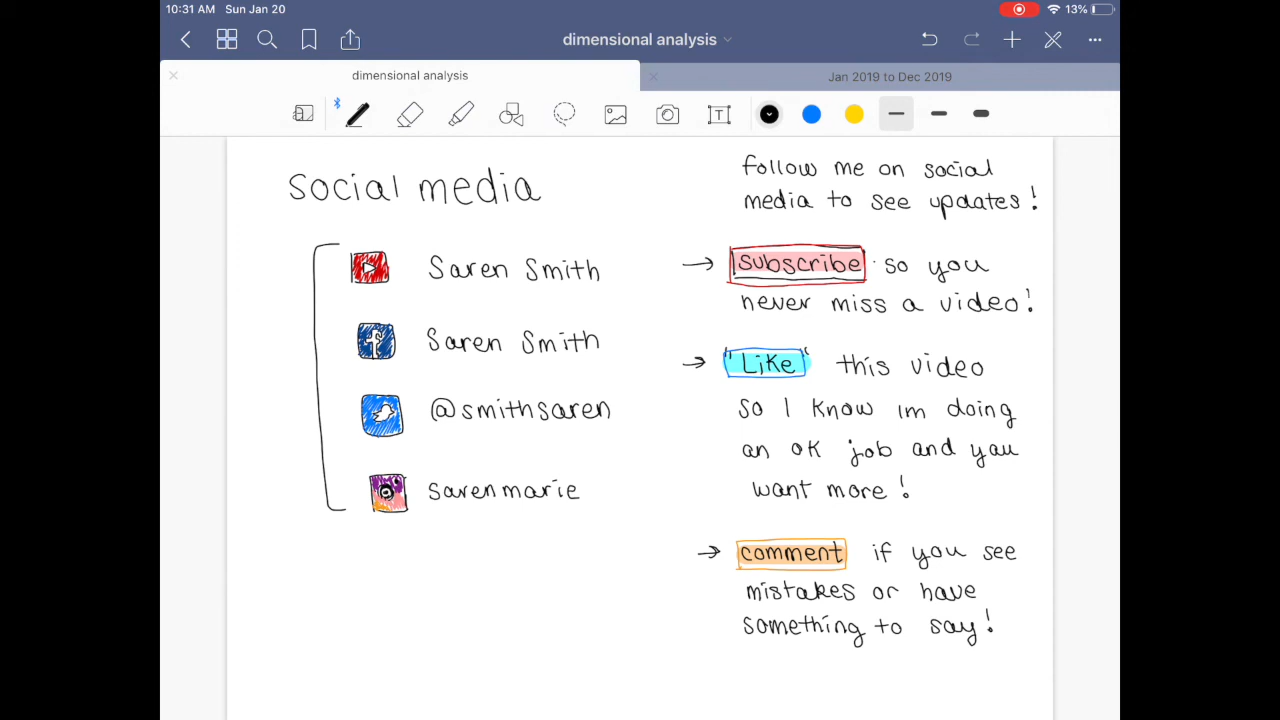 10:31 AM Sun Jan 20
13%
dimensional analysis
dimensional analysis
Jan 2019 to Dec 2019
T
social media
Saren Smith
f
Saren Smith
@smithsaren
sarenmarie
follow me on social
media to see updates!
→ subscribe so you
never miss a video!
→ "Like" this video
so I know im doing
an ok job and you
want more!
→ comment if you see
mistakes or have
something to say!